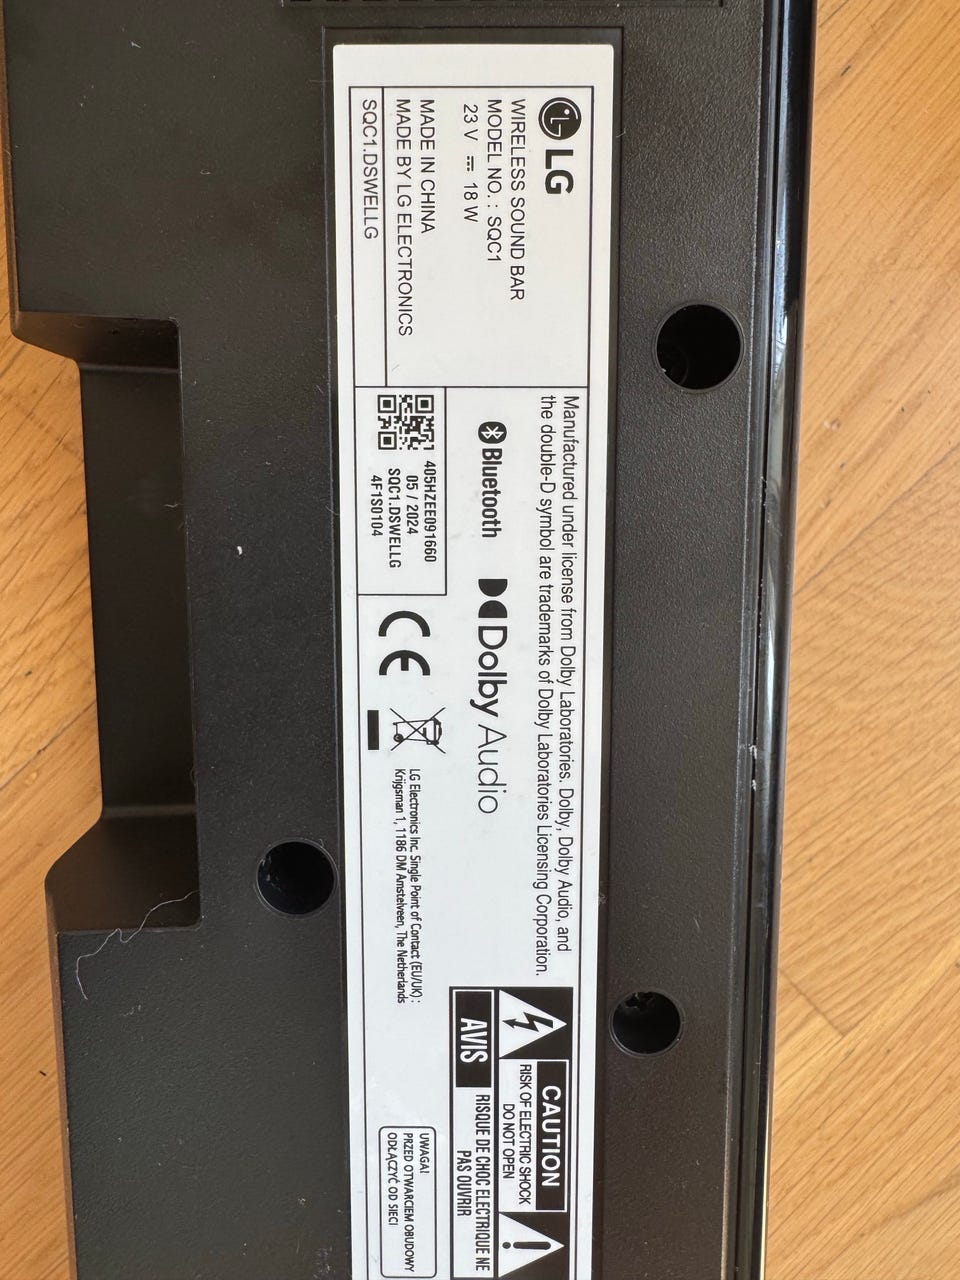 LG
WIRELESS SOUND BAR
MODEL NO. : SQC1
23 V ⎓ 18 W
MADE IN CHINA
MADE BY LG ELECTRONICS
SQC1.DSWELLG
Manufactured under license from Dolby Laboratories. Dolby, Dolby Audio, and
the double-D symbol are trademarks of Dolby Laboratories Licensing Corporation.
Bluetooth
Dolby Audio
405HZEE091660
05 / 2024
SQC1.DSWELLG
4F1S0104
CE
LG Electronics Inc. Single Point of Contact (EU/UK) :
Krijgsman 1, 1186 DM Amstelveen, The Netherlands
CAUTION
RISK OF ELECTRIC SHOCK
DO NOT OPEN
AVIS
RISQUE DE CHOC ELECTRIQUE NE
PAS OUVRIR
UWAGA!
PRZED OTWARCIEM OBUDOWY
ODŁĄCZYĆ OD SIECI